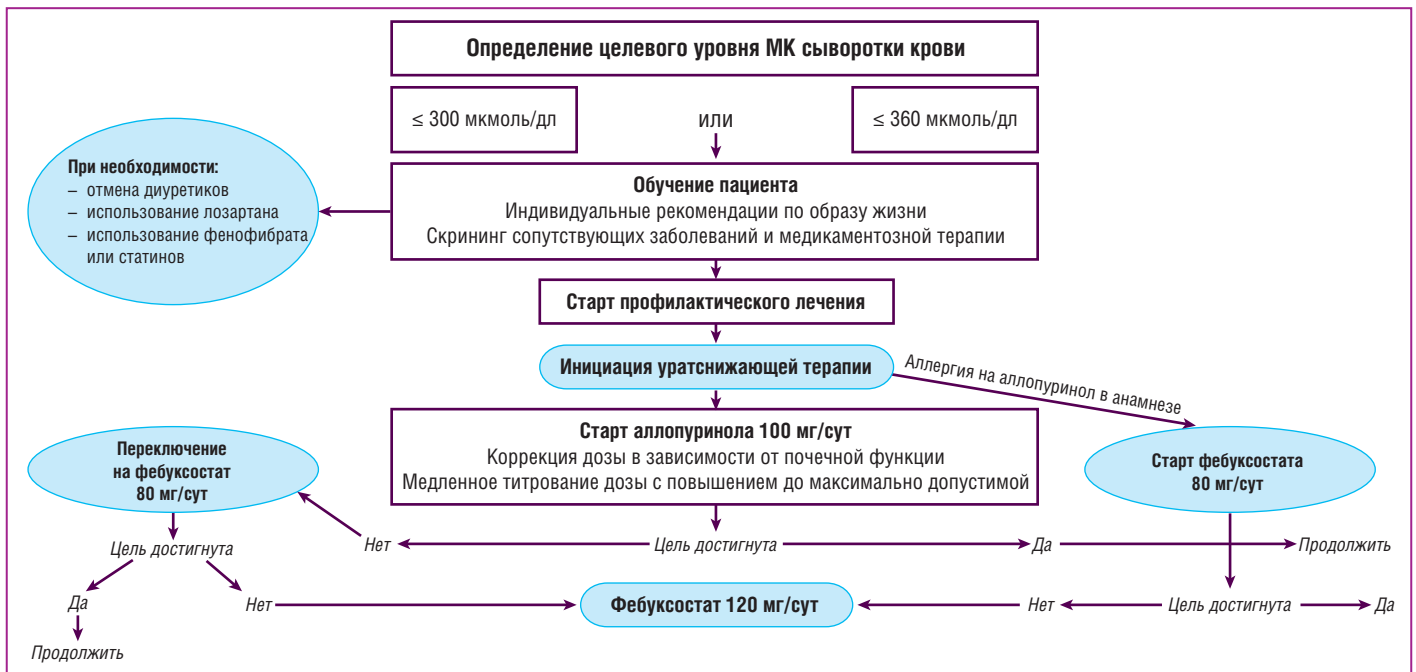 Определение целевого уровня МК сыворотки крови
≤ 300 мкмоль/дл
или
≤ 360 мкмоль/дл
При необходимости:
– отмена диуретиков
– использование лозартана
– использование фенофибрата
или статинов
Обучение пациента
Индивидуальные рекомендации по образу жизни
Скрининг сопутствующих заболеваний и медикаментозной терапии
Старт профилактического лечения
Инициация уратснижающей терапии
Аллергия на аллопуринол в анамнезе
Старт аллопуринола 100 мг/сут
Коррекция дозы в зависимости от почечной функции
Медленное титрование дозы с повышением до максимально допустимой
Переключение
на фебуксостат
80 мг/сут
Старт фебуксостата
80 мг/сут
Цель достигнута
Нет
Цель достигнута
Да
Продолжить
Да
Нет
Фебуксостат 120 мг/сут
Нет
Цель достигнута
Да
Продолжить